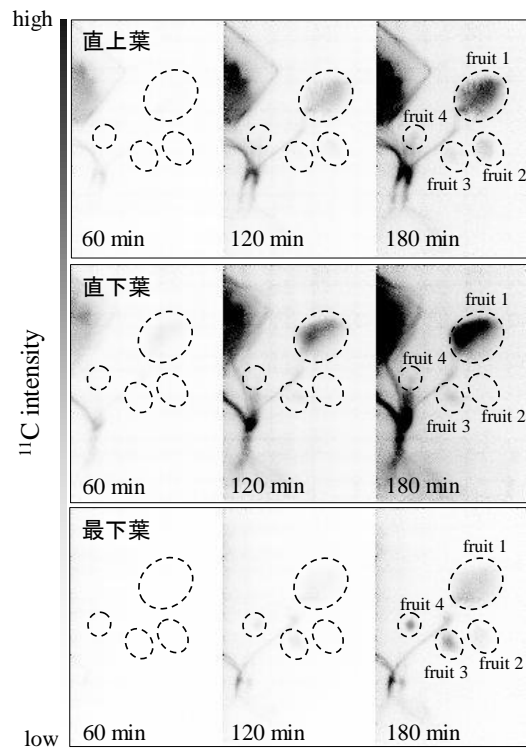 high
直上葉
fruit 1
fruit 4
fruit 3
fruit 2
60 min
120 min
180 min
直下葉
fruit 1
fruit 4
fruit 3
fruit 2
60 min
120 min
180 min
最下葉
fruit 1
fruit 4
fruit 2
fruit 3
60 min
120 min
180 min
¹¹C intensity
low